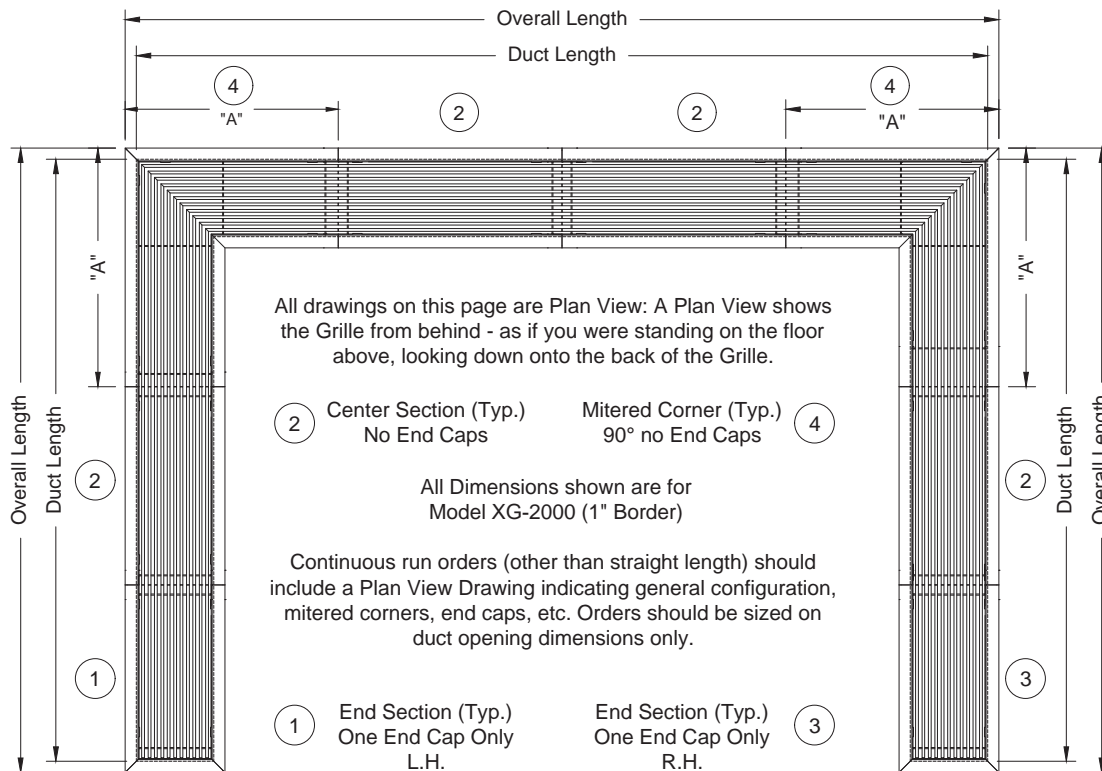 Overall Length
Duct Length
4
"A"
2
2
4
"A"
"A"
"A"
All drawings on this page are Plan View: A Plan View shows
the Grille from behind - as if you were standing on the floor
above, looking down onto the back of the Grille.
2
Center Section (Typ.)
No End Caps
Mitered Corner (Typ.)
90° no End Caps
4
Overall Length
Duct Length
2
2
Duct Length
Overall Length
All Dimensions shown are for
Model XG-2000 (1" Border)
Continuous run orders (other than straight length) should
include a Plan View Drawing indicating general configuration,
mitered corners, end caps, etc. Orders should be sized on
duct opening dimensions only.
1
3
1
End Section (Typ.)
One End Cap Only
L.H.
End Section (Typ.)
One End Cap Only
R.H.
3